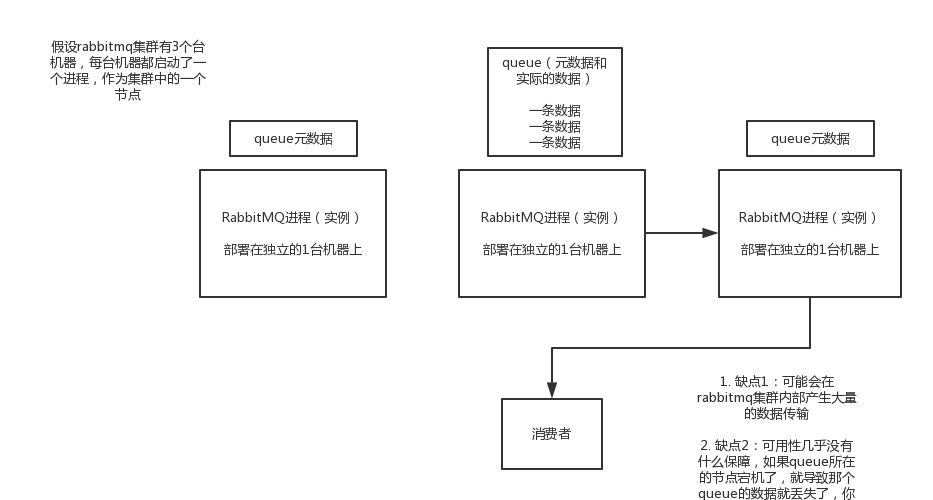 假设rabbitmq集群有3个台
机器，每台机器都启动了一
个进程，作为集群中的一个
节点
queue（元数据和
实际的数据）
一条数据
一条数据
一条数据
queue元数据
queue元数据
RabbitMQ进程（实例）
部署在独立的1台机器上
RabbitMQ进程（实例）
部署在独立的1台机器上
RabbitMQ进程（实例）
部署在独立的1台机器上
消费者
1. 缺点1：可能会在
rabbitmq集群内部产生大量
的数据传输
2. 缺点2：可用性几乎没有
什么保障，如果queue所在
的节点宕机了，就导致那个
queue的数据就丢失了，你